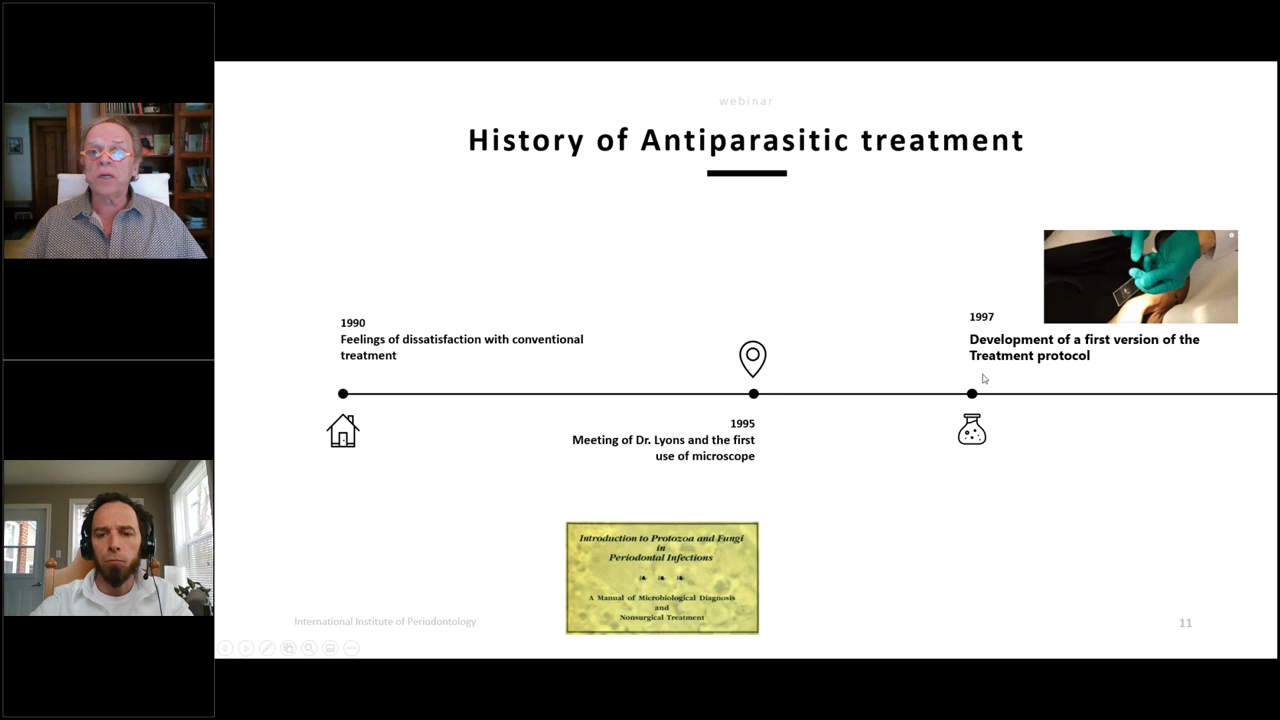 webinar
History of Antiparasitic treatment
1990
Feelings of dissatisfaction with conventional
treatment
1995
Meeting of Dr. Lyons and the first
use of microscope
1997
Development of a first version of the
Treatment protocol
Introduction to Protozoa and Fungi
in
Periodontal Infections
A Manual of Microbiological Diagnosis
and
Nonsurgical Treatment
International Institute of Periodontology
11